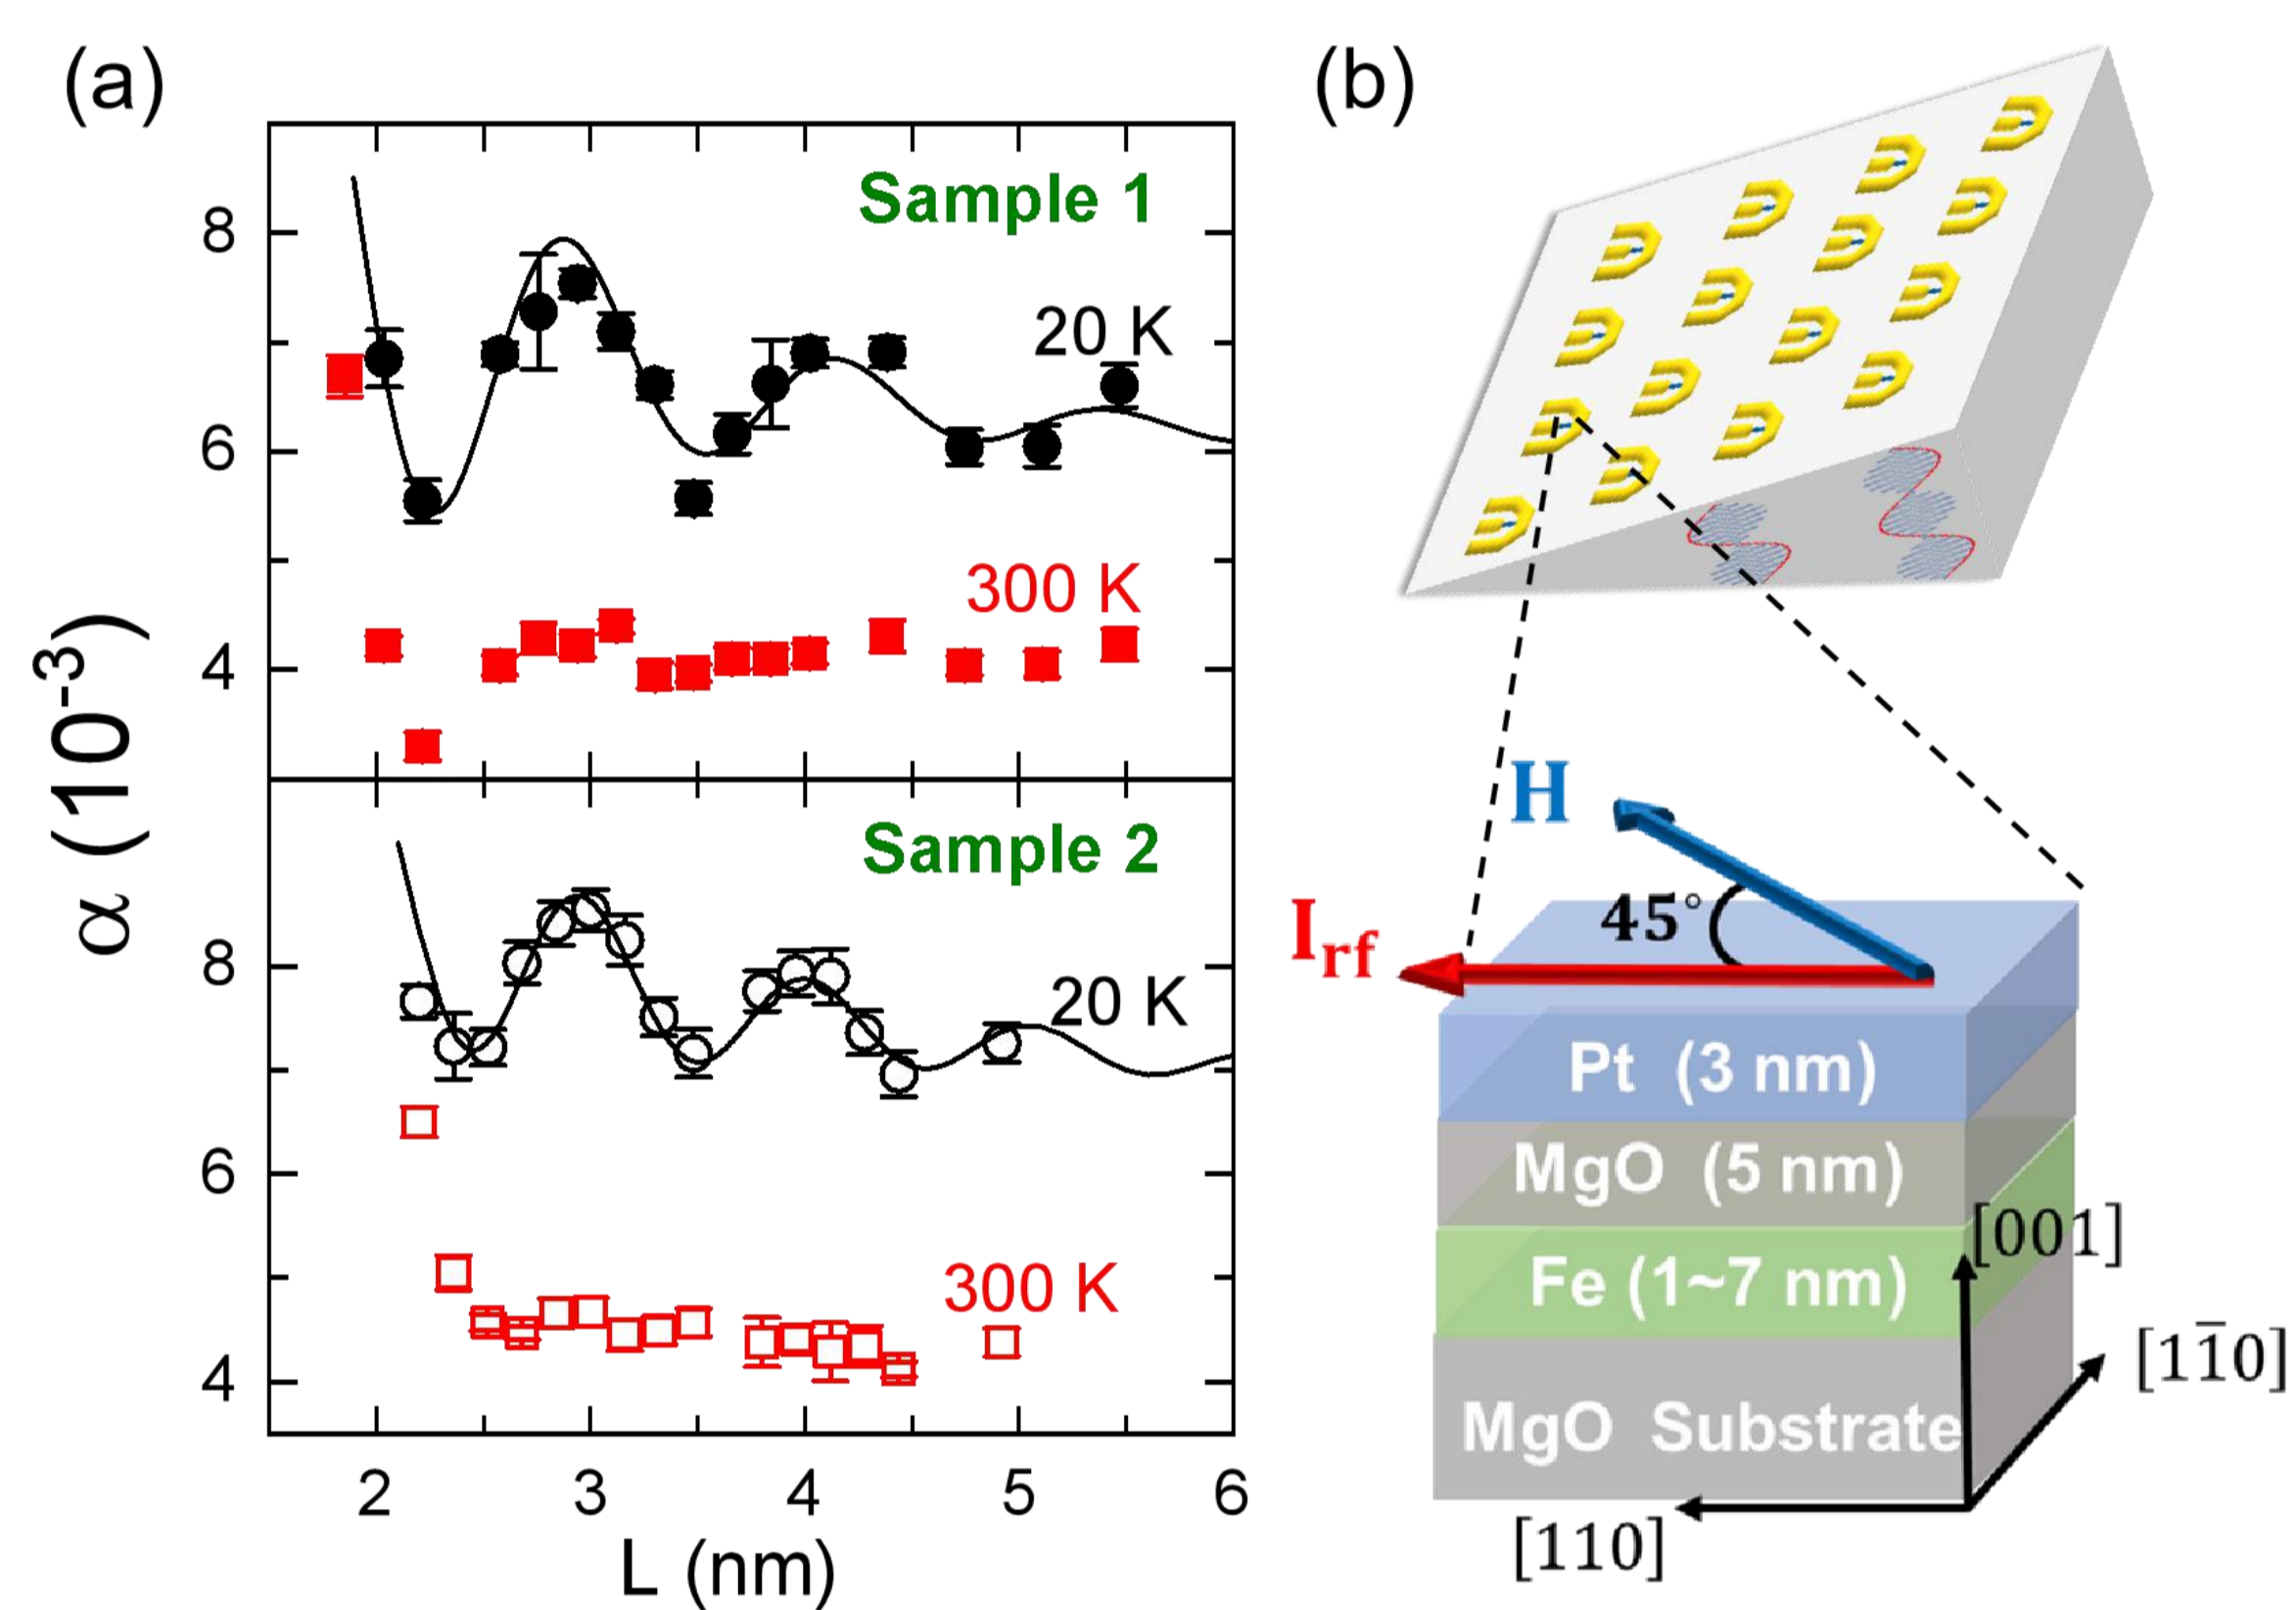 (a)
Sample 1
20 K
300 K
8
6
4
Sample 2
20 K
300 K
8
6
4
α (10⁻³)
2 3 4 5 6
L (nm)
(b)
H
45°
I_rf
Pt (3 nm)
MgO (5 nm)
Fe (1~7 nm)
MgO Substrate
[001]
[11̄0]
[110]